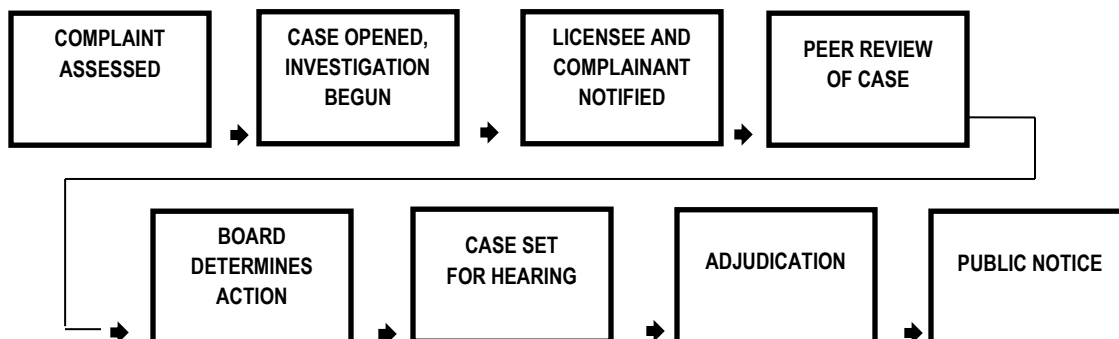 COMPLAINT
ASSESSED
CASE OPENED,
INVESTIGATION
BEGUN
LICENSEE AND
COMPLAINANT
NOTIFIED
PEER REVIEW
OF CASE
BOARD
DETERMINES
ACTION
CASE SET
FOR HEARING
ADJUDICATION
PUBLIC NOTICE